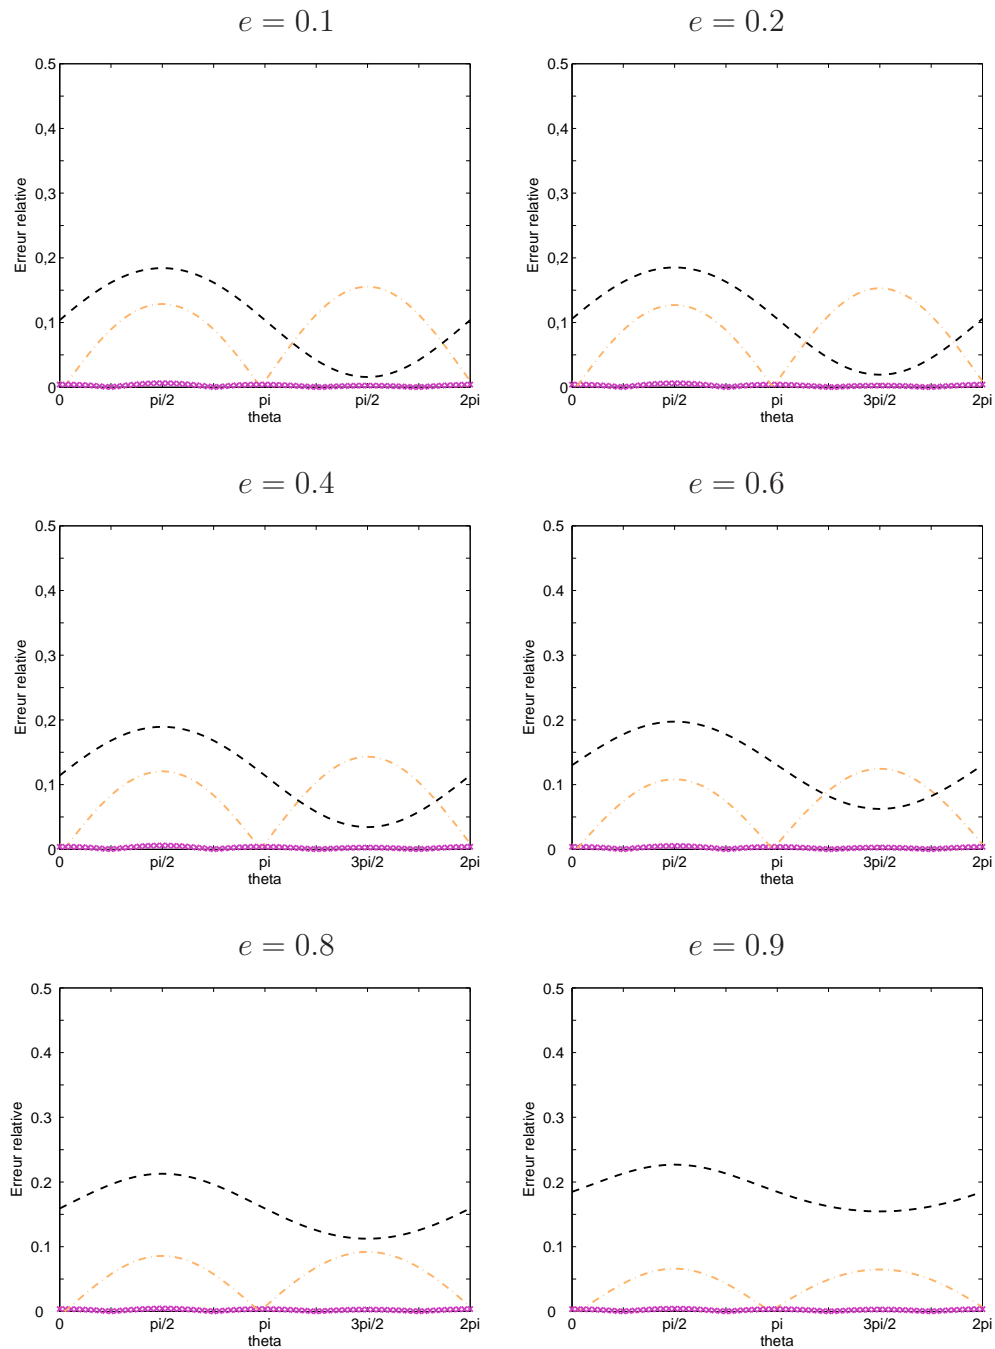 e = 0.1
e = 0.2
0.5
0,4
0,3
0,2
0,1
0
Erreur relative
0
pi/2
pi
pi/2
2pi
theta
0.5
0,4
0,3
0,2
0,1
0
Erreur relative
0
pi/2
pi
3pi/2
2pi
theta
e = 0.4
e = 0.6
0.5
0,4
0,3
0,2
0,1
0
Erreur relative
0
pi/2
pi
3pi/2
2pi
theta
0.5
0,4
0,3
0,2
0,1
0
Erreur relative
0
pi/2
pi
3pi/2
2pi
theta
e = 0.8
e = 0.9
0.5
0.4
0.3
0.2
0.1
0
Erreur relative
0
pi/2
pi
3pi/2
2pi
theta
0.5
0.4
0.3
0.2
0.1
0
Erreur relative
0
pi/2
pi
3pi/2
2pi
theta